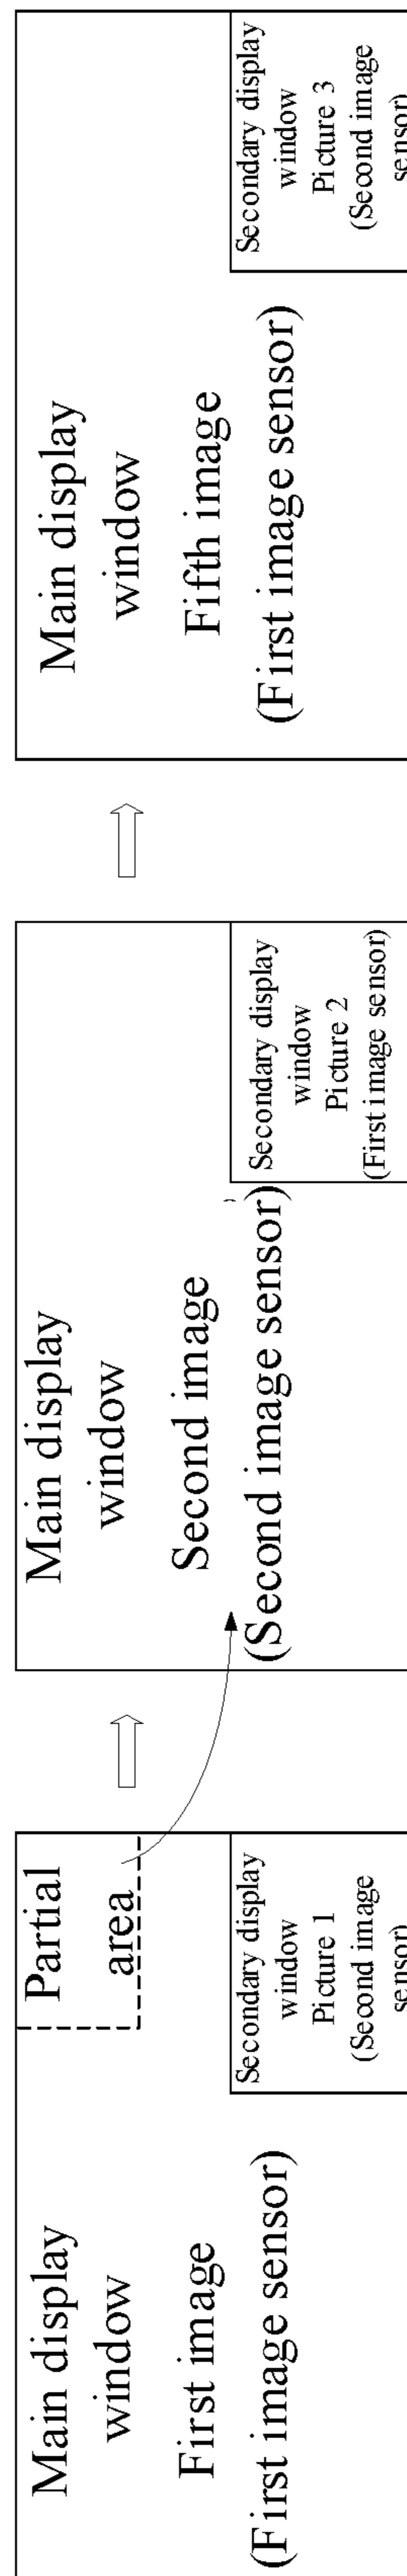 Main display
window
First image
(First image sensor)
Partial
area
Secondary display
window
Picture 1
(Second image
sensor)
Main display
window
Second image
(Second image sensor)
Secondary display
window
Picture 2
(First image sensor)
Main display
window
Fifth image
(First image sensor)
Secondary display
window
Picture 3
(Second image
sensor)